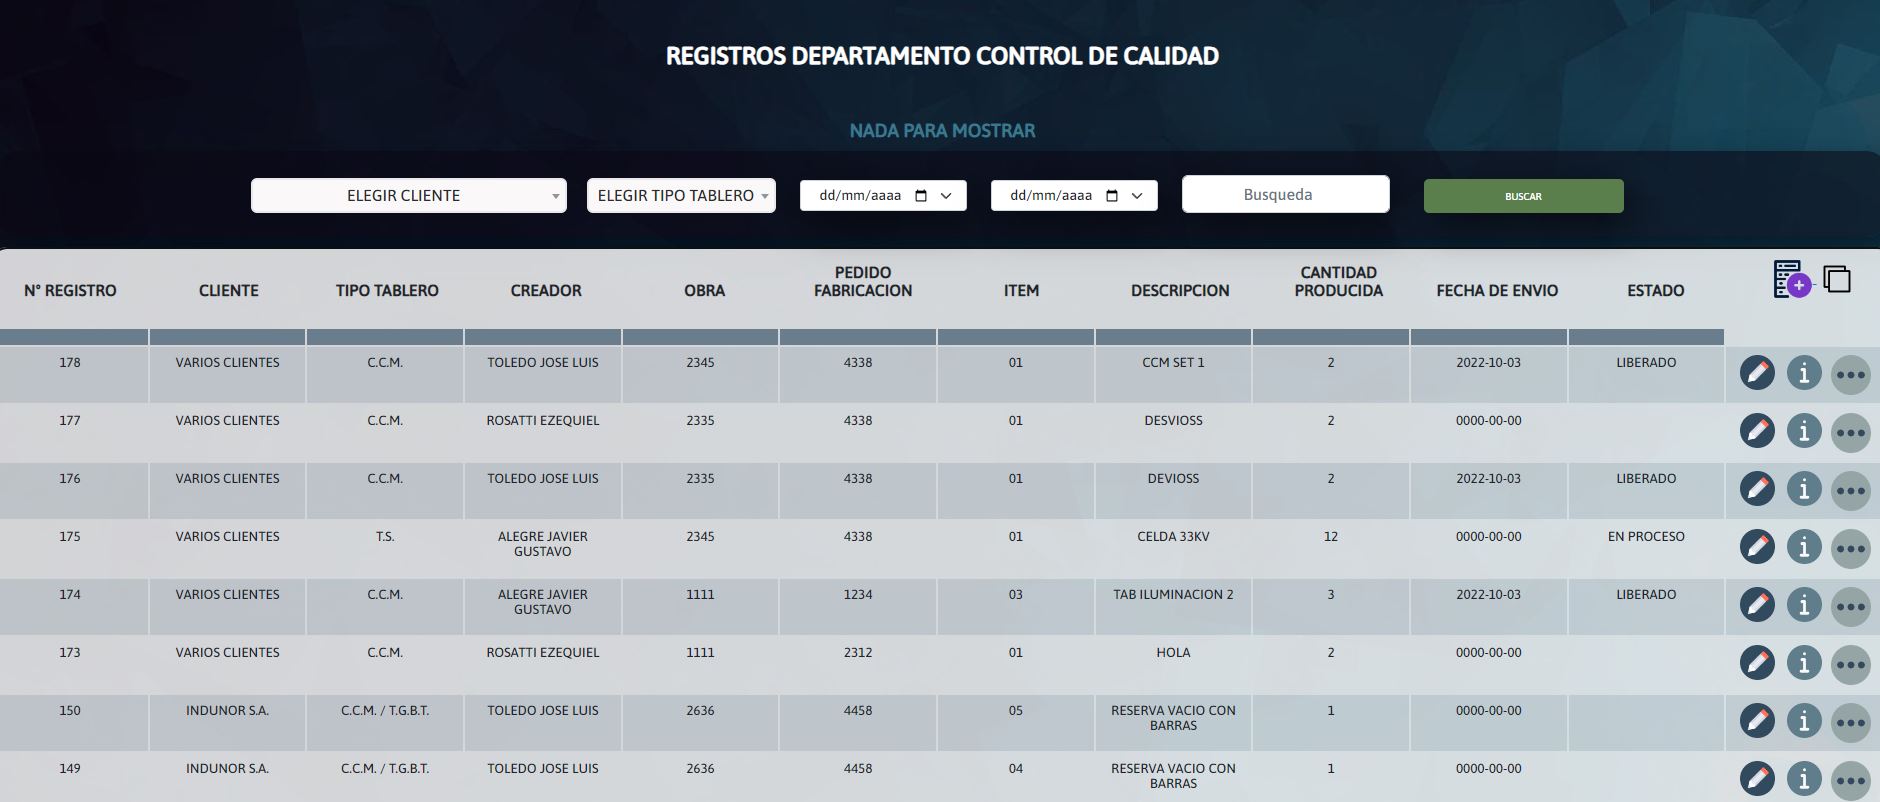 REGISTROS DEPARTAMENTO CONTROL DE CALIDAD
NADA PARA MOSTRAR
ELEGIR CLIENTE ELEGIR TIPO TABLERO dd/mm/aaaa dd/mm/aaaa Busqueda BUSCAR
N° REGISTRO CLIENTE TIPO TABLERO CREADOR OBRA PEDIDO FABRICACION ITEM DESCRIPCION CANTIDAD PRODUCIDA FECHA DE ENVIO ESTADO
178 VARIOS CLIENTES C.C.M. TOLEDO JOSE LUIS 2345 4338 01 CCM SET 1 2 2022-10-03 LIBERADO
177 VARIOS CLIENTES C.C.M. ROSATTI EZEQUIEL 2335 4338 01 DESVIOSS 2 0000-00-00
176 VARIOS CLIENTES C.C.M. TOLEDO JOSE LUIS 2335 4338 01 DEVIOSS 2 2022-10-03 LIBERADO
175 VARIOS CLIENTES T.S. ALEGRE JAVIER GUSTAVO 2345 4338 01 CELDA 33KV 12 0000-00-00 EN PROCESO
174 VARIOS CLIENTES C.C.M. ALEGRE JAVIER GUSTAVO 1111 1234 03 TAB ILUMINACION 2 3 2022-10-03 LIBERADO
173 VARIOS CLIENTES C.C.M. ROSATTI EZEQUIEL 1111 2312 01 HOLA 2 0000-00-00
150 INDUNOR S.A. C.C.M. / T.G.B.T. TOLEDO JOSE LUIS 2636 4458 05 RESERVA VACIO CON BARRAS 1 0000-00-00
149 INDUNOR S.A. C.C.M. / T.G.B.T. TOLEDO JOSE LUIS 2636 4458 04 RESERVA VACIO CON BARRAS 1 0000-00-00